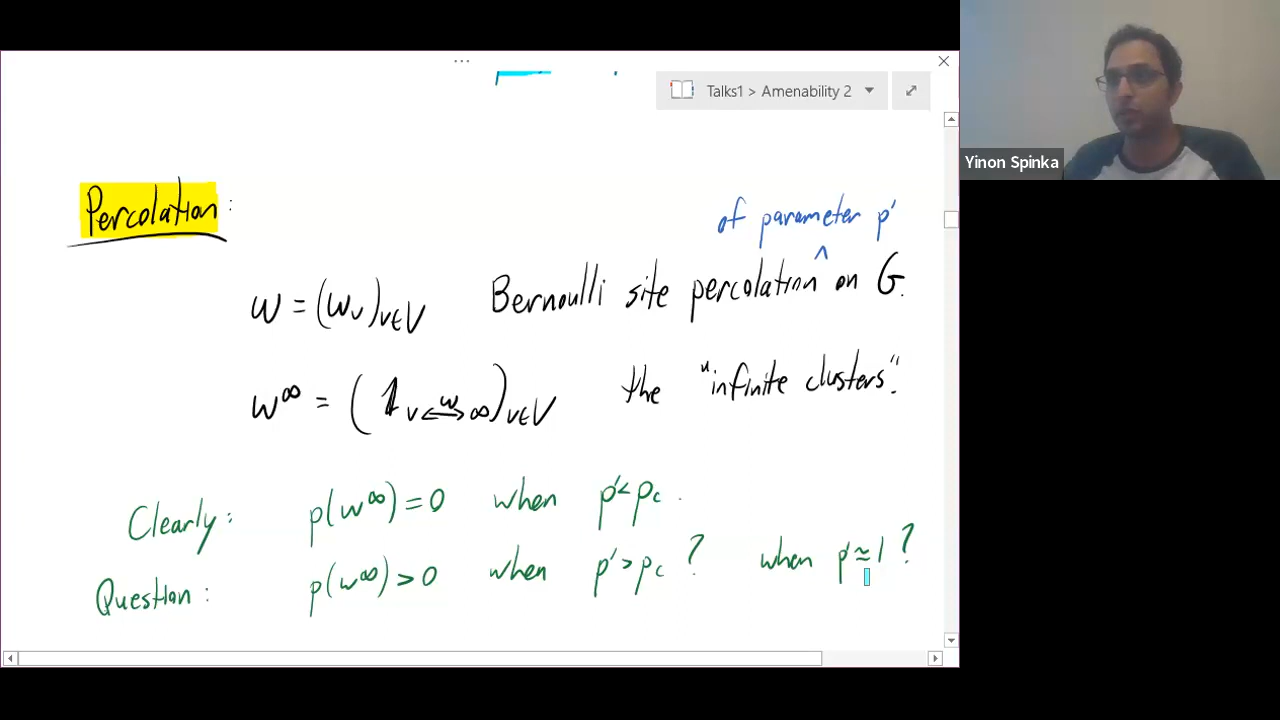 Talks1 > Amenability 2
Yinon Spinka
Percolation:
of parameter p'
ω = (ω_v)_{v∈V} Bernoulli site percolation ^ on G.
ω^∞ = (𝟙_{v ⟷^ω ∞})_{v∈V} the "infinite clusters".
Clearly: p(ω^∞) = 0 when p' < p_c.
Question: p(ω^∞) > 0 when p' > p_c ? when p' ≈ 1 ?